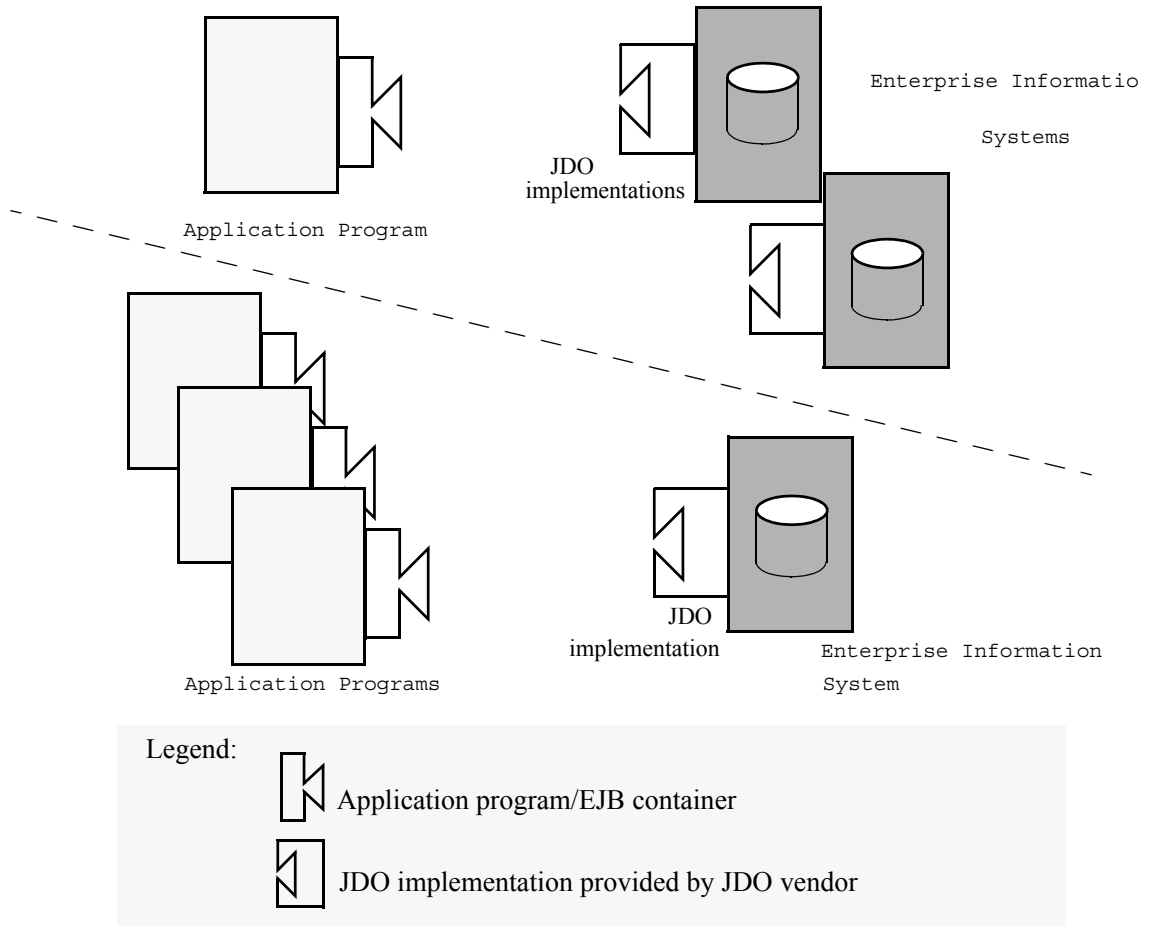 Enterprise Informatio
Systems
JDO
implementations
Application Program
JDO
implementation
Enterprise Information
System
Application Programs
Legend:
Application program/EJB container
JDO implementation provided by JDO vendor